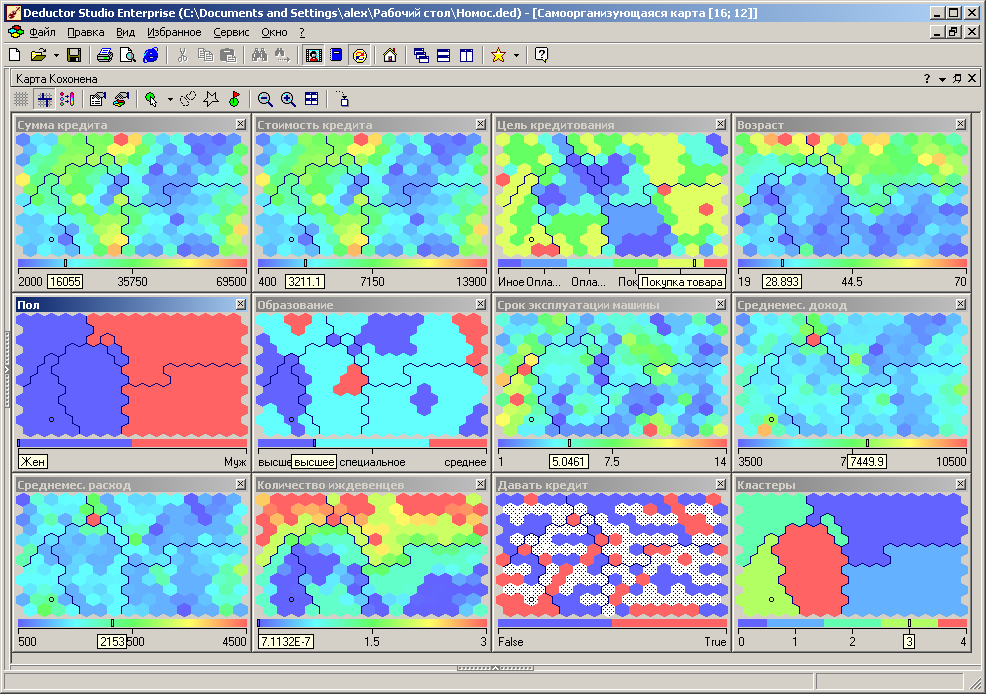 Deductor Studio Enterprise (C:\Documents and Settings\alex\Рабочий стол\Номос.ded) - [Самоорганизующаяся карта [16; 12]]
Файл Правка Вид Избранное Сервис Окно ?
Карта Кохонена
Сумма кредита
2000 16055 35750 69500
Стоимость кредита
400 3211.1 7150 13900
Цель кредитования
Иное Опла... Опла... Пок Покупка товара
Возраст
19 28.893 44.5 70
Пол
Жен Муж
Образование
высше высшее специальное среднее
Срок эксплуатации машины
1 5.0461 7.5 14
Среднемес. доход
3500 7 7449.9 10500
Среднемес. расход
500 2153 500 4500
Количество иждевенцев
7.1132E-7 1.5 3
Давать кредит
False True
Кластеры
0 1 2 3 4